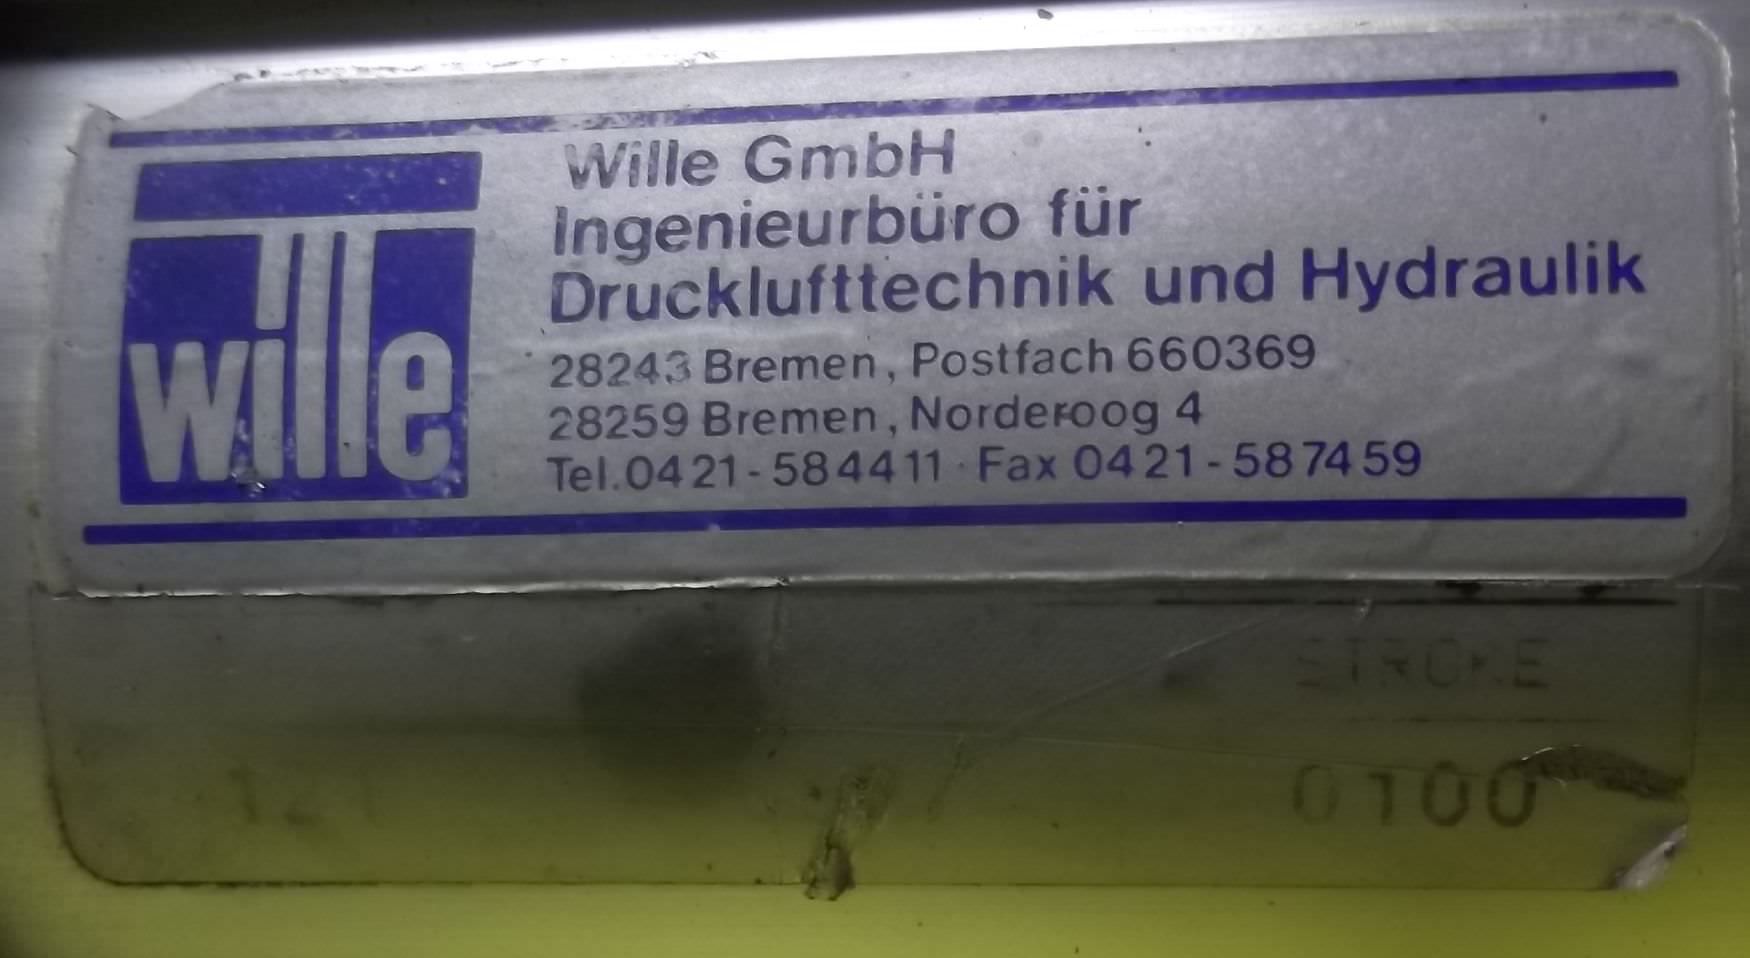 wille
Wille GmbH
Ingenieurbüro für
Drucklufttechnik und Hydraulik
28243 Bremen, Postfach 660369
28259 Bremen, Norderoog 4
Tel.0421-584411 · Fax 0421-587459
STROKE
0100